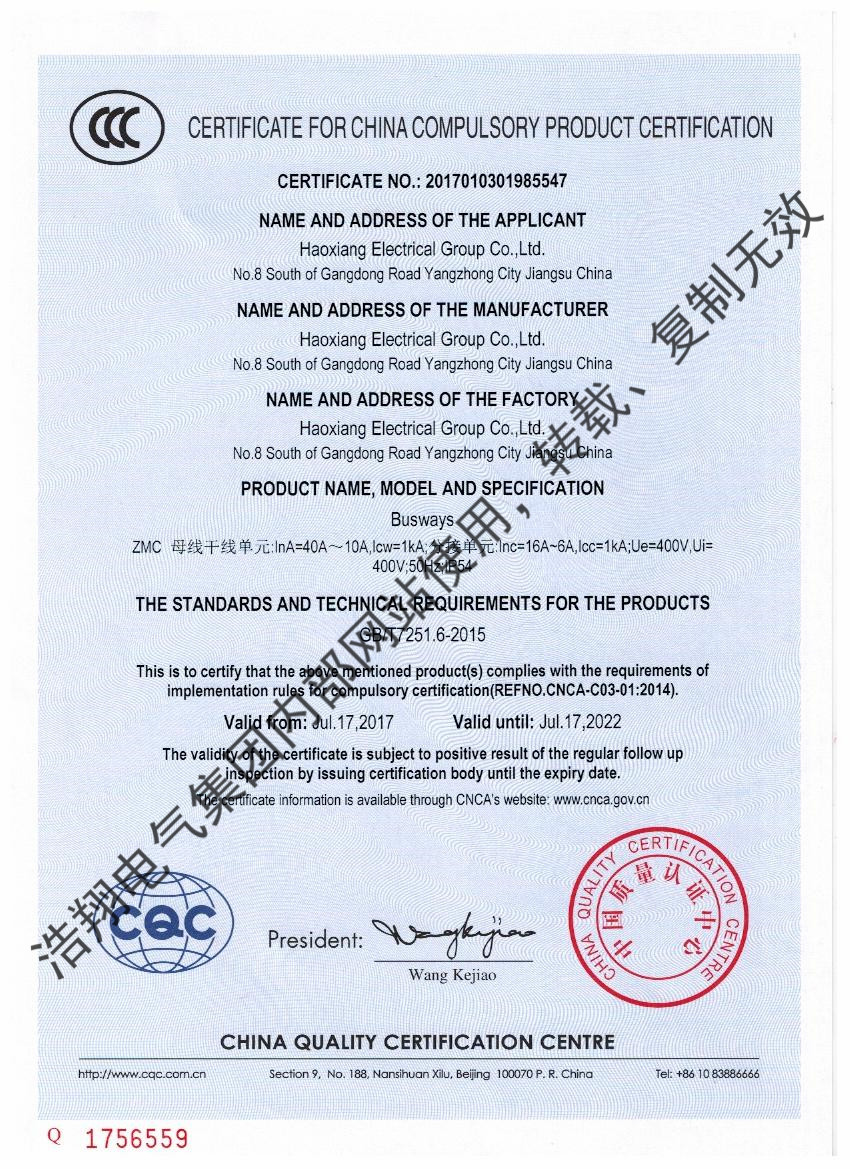 CCC
CERTIFICATE FOR CHINA COMPULSORY PRODUCT CERTIFICATION
CERTIFICATE NO.: 2017010301985547
NAME AND ADDRESS OF THE APPLICANT
Haoxiang Electrical Group Co.,Ltd.
No.8 South of Gangdong Road Yangzhong City Jiangsu China
NAME AND ADDRESS OF THE MANUFACTURER
Haoxiang Electrical Group Co.,Ltd.
No.8 South of Gangdong Road Yangzhong City Jiangsu China
NAME AND ADDRESS OF THE FACTORY
Haoxiang Electrical Group Co.,Ltd.
No.8 South of Gangdong Road Yangzhong City Jiangsu China
PRODUCT NAME, MODEL AND SPECIFICATION
Busways
ZMC 母线干线单元:InA=40A～10A,Icw=1kA;分接单元:Inc=16A~6A,Icc=1kA;Ue=400V,Ui=
400V;50Hz;IP54
THE STANDARDS AND TECHNICAL REQUIREMENTS FOR THE PRODUCTS
GB/T7251.6-2015
This is to certify that the above mentioned product(s) complies with the requirements of
implementation rules for compulsory certification(REFNO.CNCA-C03-01:2014).
Valid from: Jul.17,2017 Valid until: Jul.17,2022
The validity of the certificate is subject to positive result of the regular follow up
inspection by issuing certification body until the expiry date.
The certificate information is available through CNCA's website: www.cnca.gov.cn
浩翔电气集团内部网站使用，转载、复制无效
CQC
President: Wangkejiao
Wang Kejiao
CHINA QUALITY CERTIFICATION CENTRE
中国质量认证中心
CHINA QUALITY CERTIFICATION CENTRE
http://www.cqc.com.cn Section 9, No. 188, Nansihuan Xilu, Beijing 100070 P. R. China Tel: +86 10 83886666
Q 1756559